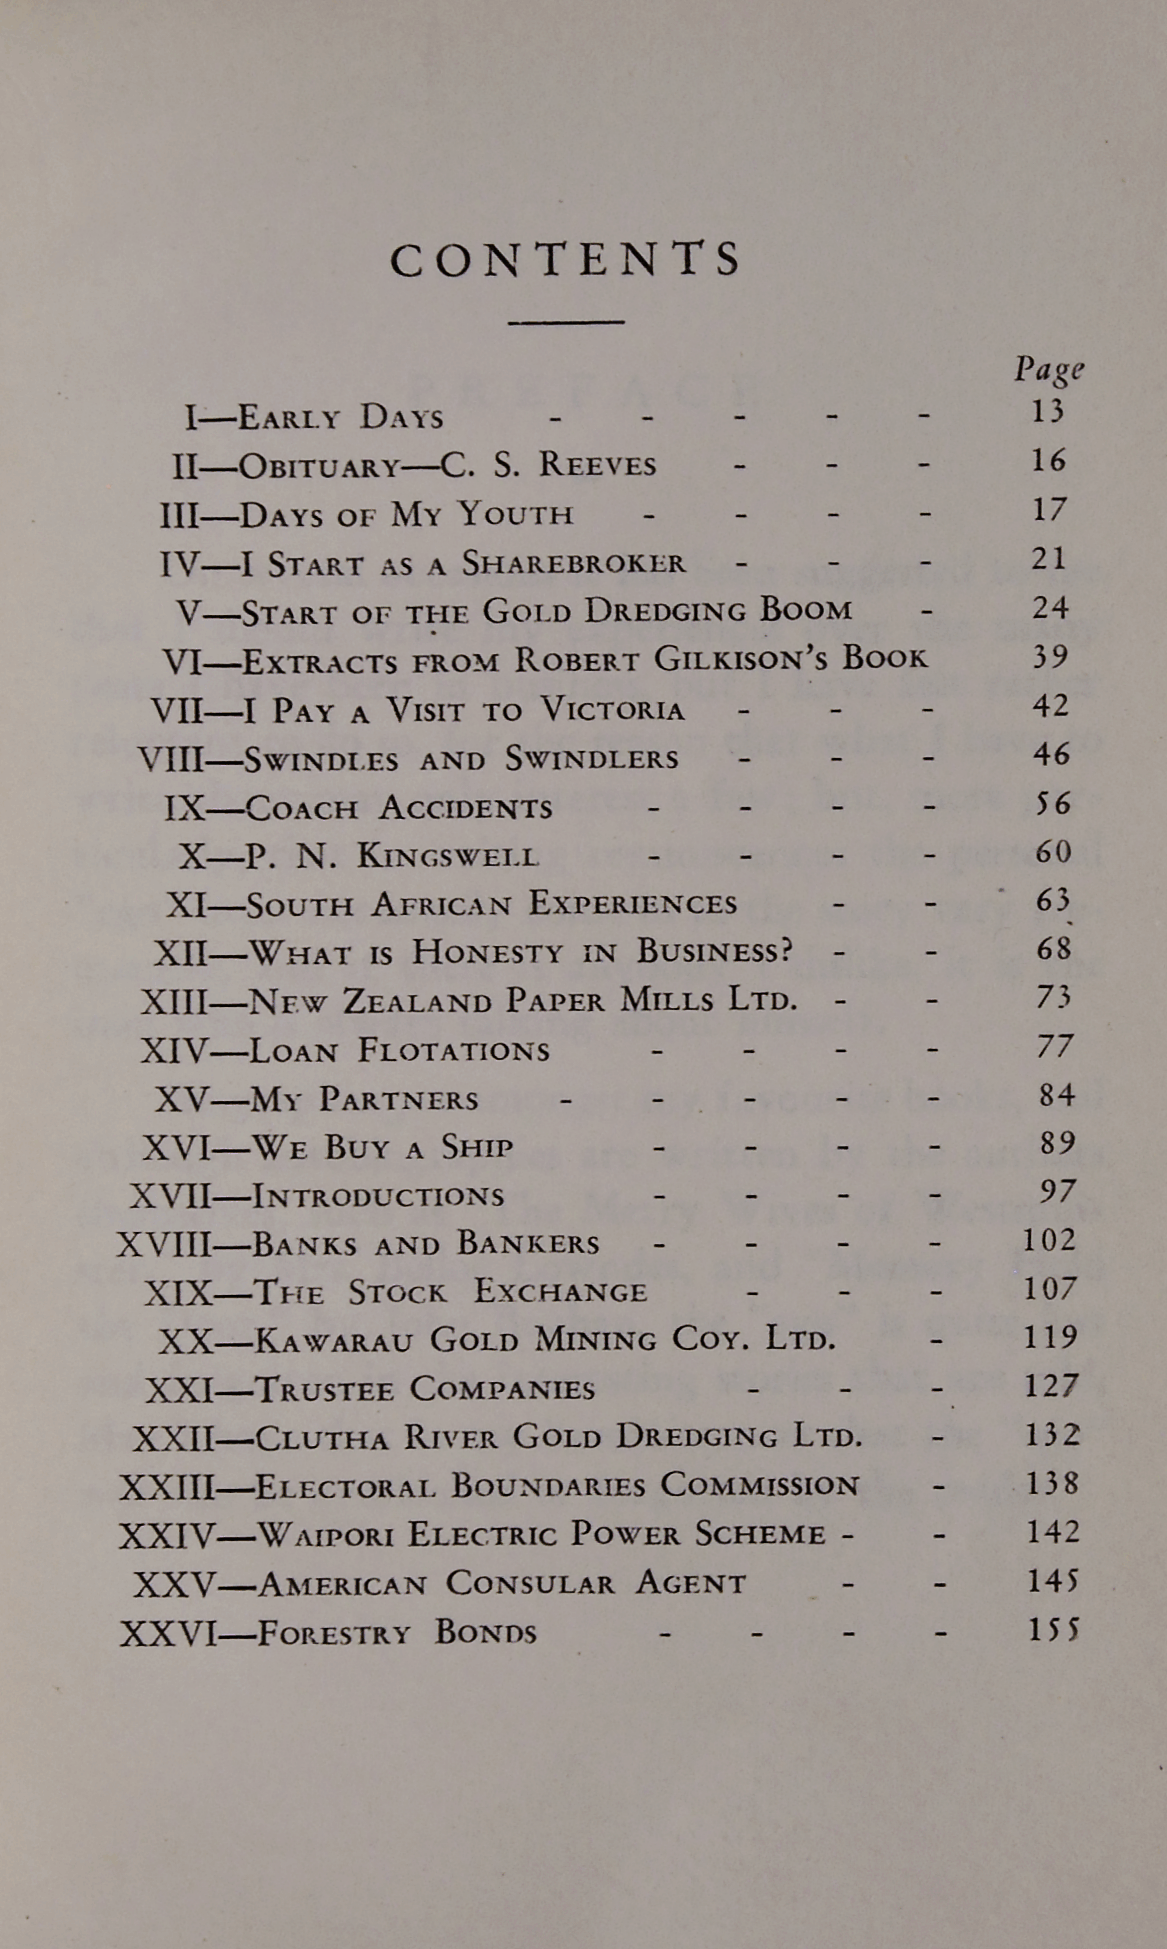 CONTENTS
Page
I—Early Days - - - - - 13
II—Obituary—C. S. Reeves - - - 16
III—Days of My Youth - - - - 17
IV—I Start as a Sharebroker - - - 21
V—Start of the Gold Dredging Boom - 24
VI—Extracts from Robert Gilkison's Book 39
VII—I Pay a Visit to Victoria - - - 42
VIII—Swindles and Swindlers - - - 46
IX—Coach Accidents - - - - 56
X—P. N. Kingswell - - - - 60
XI—South African Experiences - - 63
XII—What is Honesty in Business? - - 68
XIII—New Zealand Paper Mills Ltd. - - 73
XIV—Loan Flotations - - - - 77
XV—My Partners - - - - - 84
XVI—We Buy a Ship - - - - 89
XVII—Introductions - - - - 97
XVIII—Banks and Bankers - - - - 102
XIX—The Stock Exchange - - - 107
XX—Kawarau Gold Mining Coy. Ltd. - 119
XXI—Trustee Companies - - - 127
XXII—Clutha River Gold Dredging Ltd. - 132
XXIII—Electoral Boundaries Commission - 138
XXIV—Waipori Electric Power Scheme - - 142
XXV—American Consular Agent - - 145
XXVI—Forestry Bonds - - - - 155